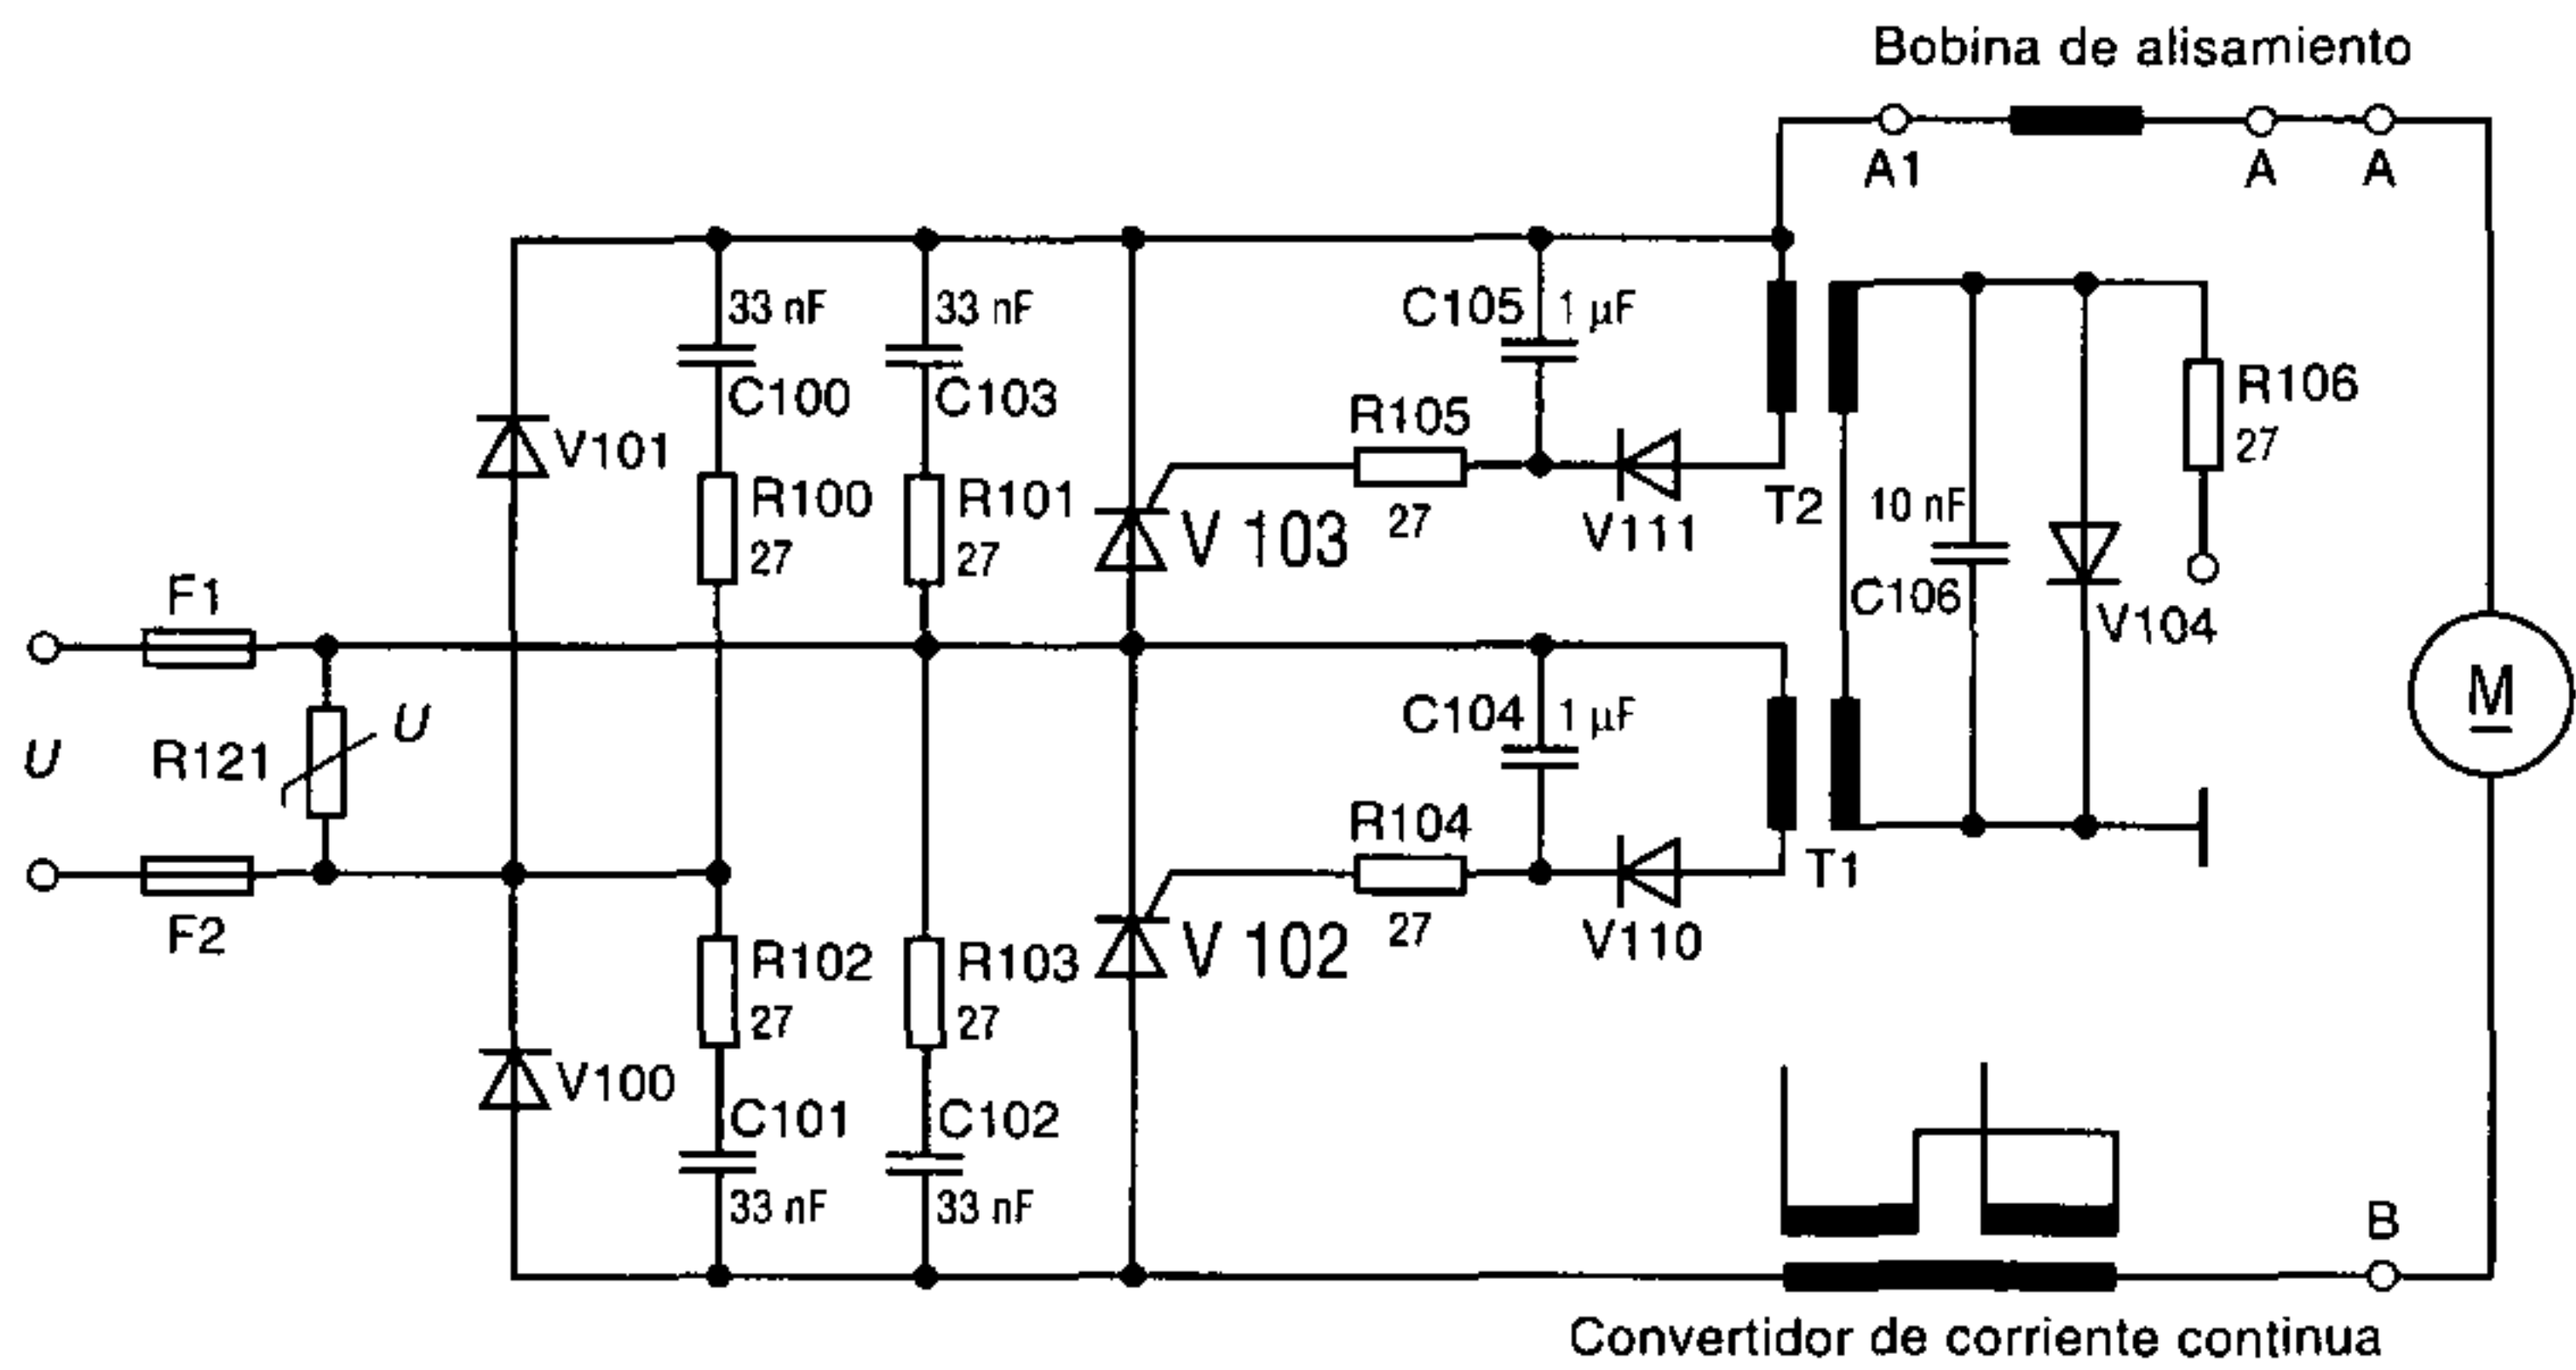 Bobina de alisamiento
A1
A
A
33 nF
33 nF
C105
1 µF
C100
C103
R105
27
R106
27
V101
R100
27
R101
27
V 103
V111
T2
10 nF
C106
V104
F1
U
R121
U
F2
C104
1 µF
R104
27
T1
M
R102
27
R103
27
V 102
V110
V100
C101
33 nF
C102
33 nF
B
Convertidor de corriente continua